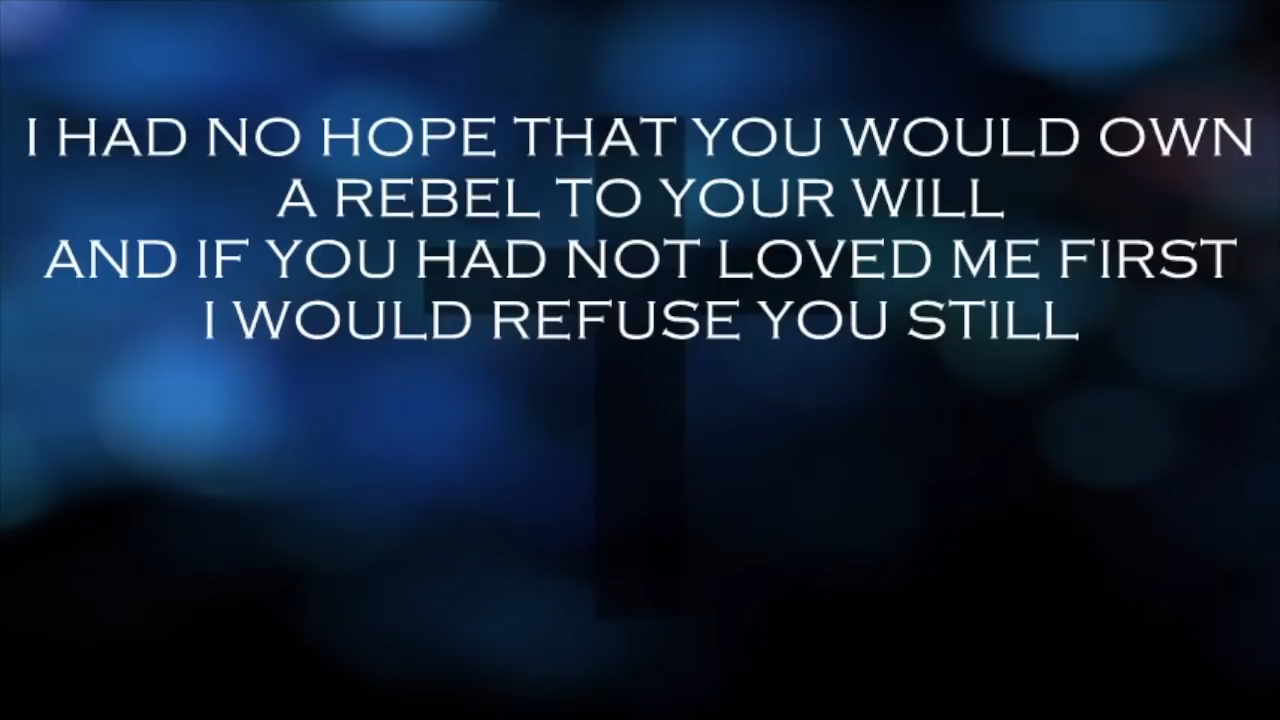 I HAD NO HOPE THAT YOU WOULD OWN
A REBEL TO YOUR WILL
AND IF YOU HAD NOT LOVED ME FIRST
I WOULD REFUSE YOU STILL